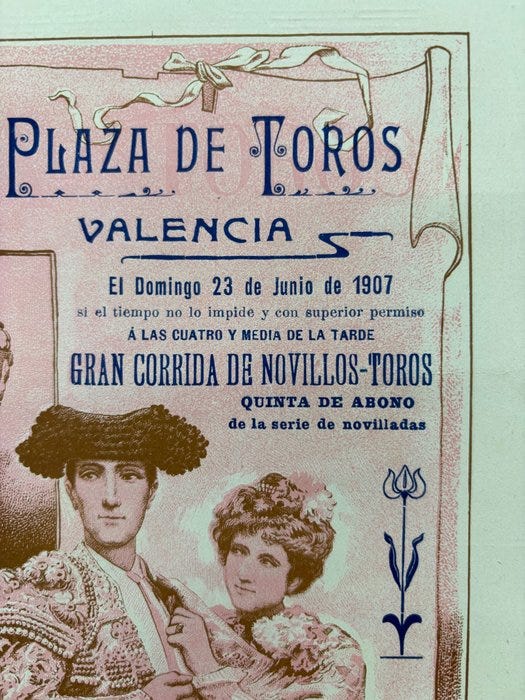 PLAZA DE TOROS
VALENCIA
El Domingo 23 de Junio de 1907
si el tiempo no lo impide y con superior permiso
Á LAS CUATRO Y MEDIA DE LA TARDE
GRAN CORRIDA DE NOVILLOS-TOROS
QUINTA DE ABONO
de la serie de novilladas